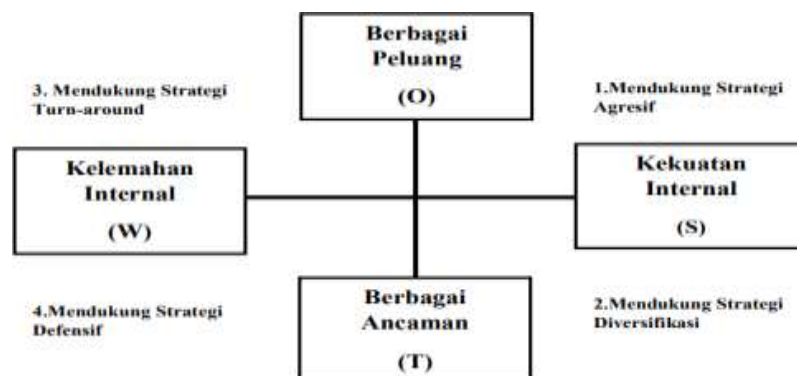 Berbagai
Peluang
(O)
3. Mendukung Strategi
Turn-around
1.Mendukung Strategi
Agresif
Kelemahan
Internal
(W)
Kekuatan
Internal
(S)
4.Mendukung Strategi
Defensif
Berbagai
Ancaman
(T)
2.Mendukung Strategi
Diversifikasi